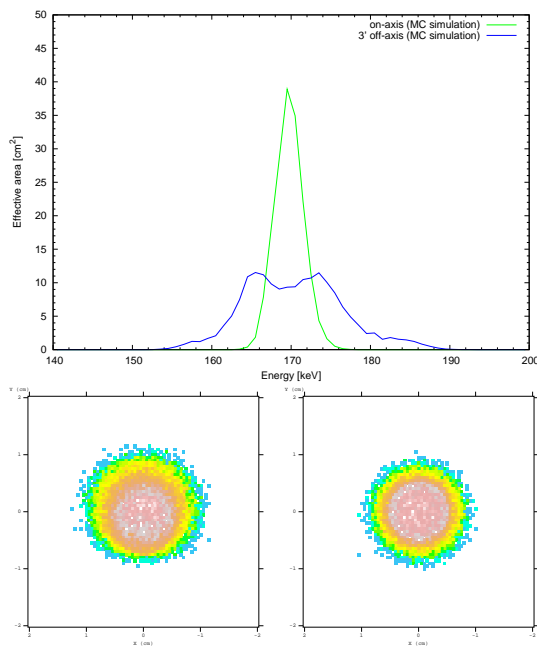 50
45
40
35
30
25
20
15
10
5
0
Effective area [cm2]
on-axis (MC simulation)
3' off-axis (MC simulation)
140 150 160 170 180 190 200
Energy [keV]
Y (cm)
2
1
0
-1
-2
2 1 0 -1 -2
X (cm)
Y (cm)
2
1
0
-1
-2
2 1 0 -1 -2
X (cm)